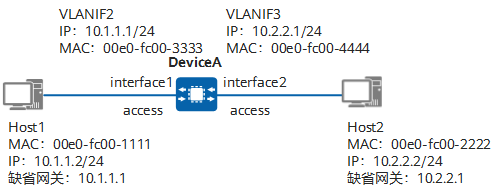 VLANIF2
IP：10.1.1.1/24
MAC：00e0-fc00-3333
VLANIF3
IP：10.2.2.1/24
MAC：00e0-fc00-4444
DeviceA
interface1
interface2
access
access
Host1
MAC：00e0-fc00-1111
IP：10.1.1.2/24
缺省网关：10.1.1.1
Host2
MAC：00e0-fc00-2222
IP：10.2.2.2/24
缺省网关：10.2.2.1